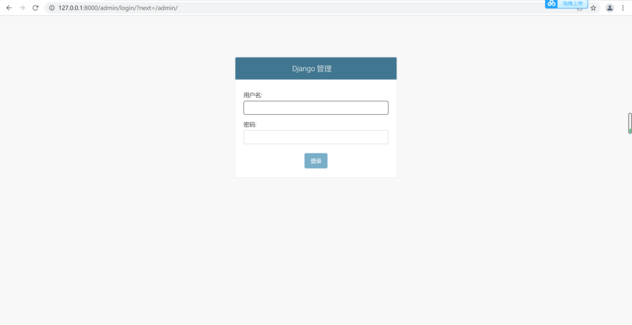 127.0.0.1:8000/admin/login/?next=/admin/
Django 管理
用户名:
密码:
登录